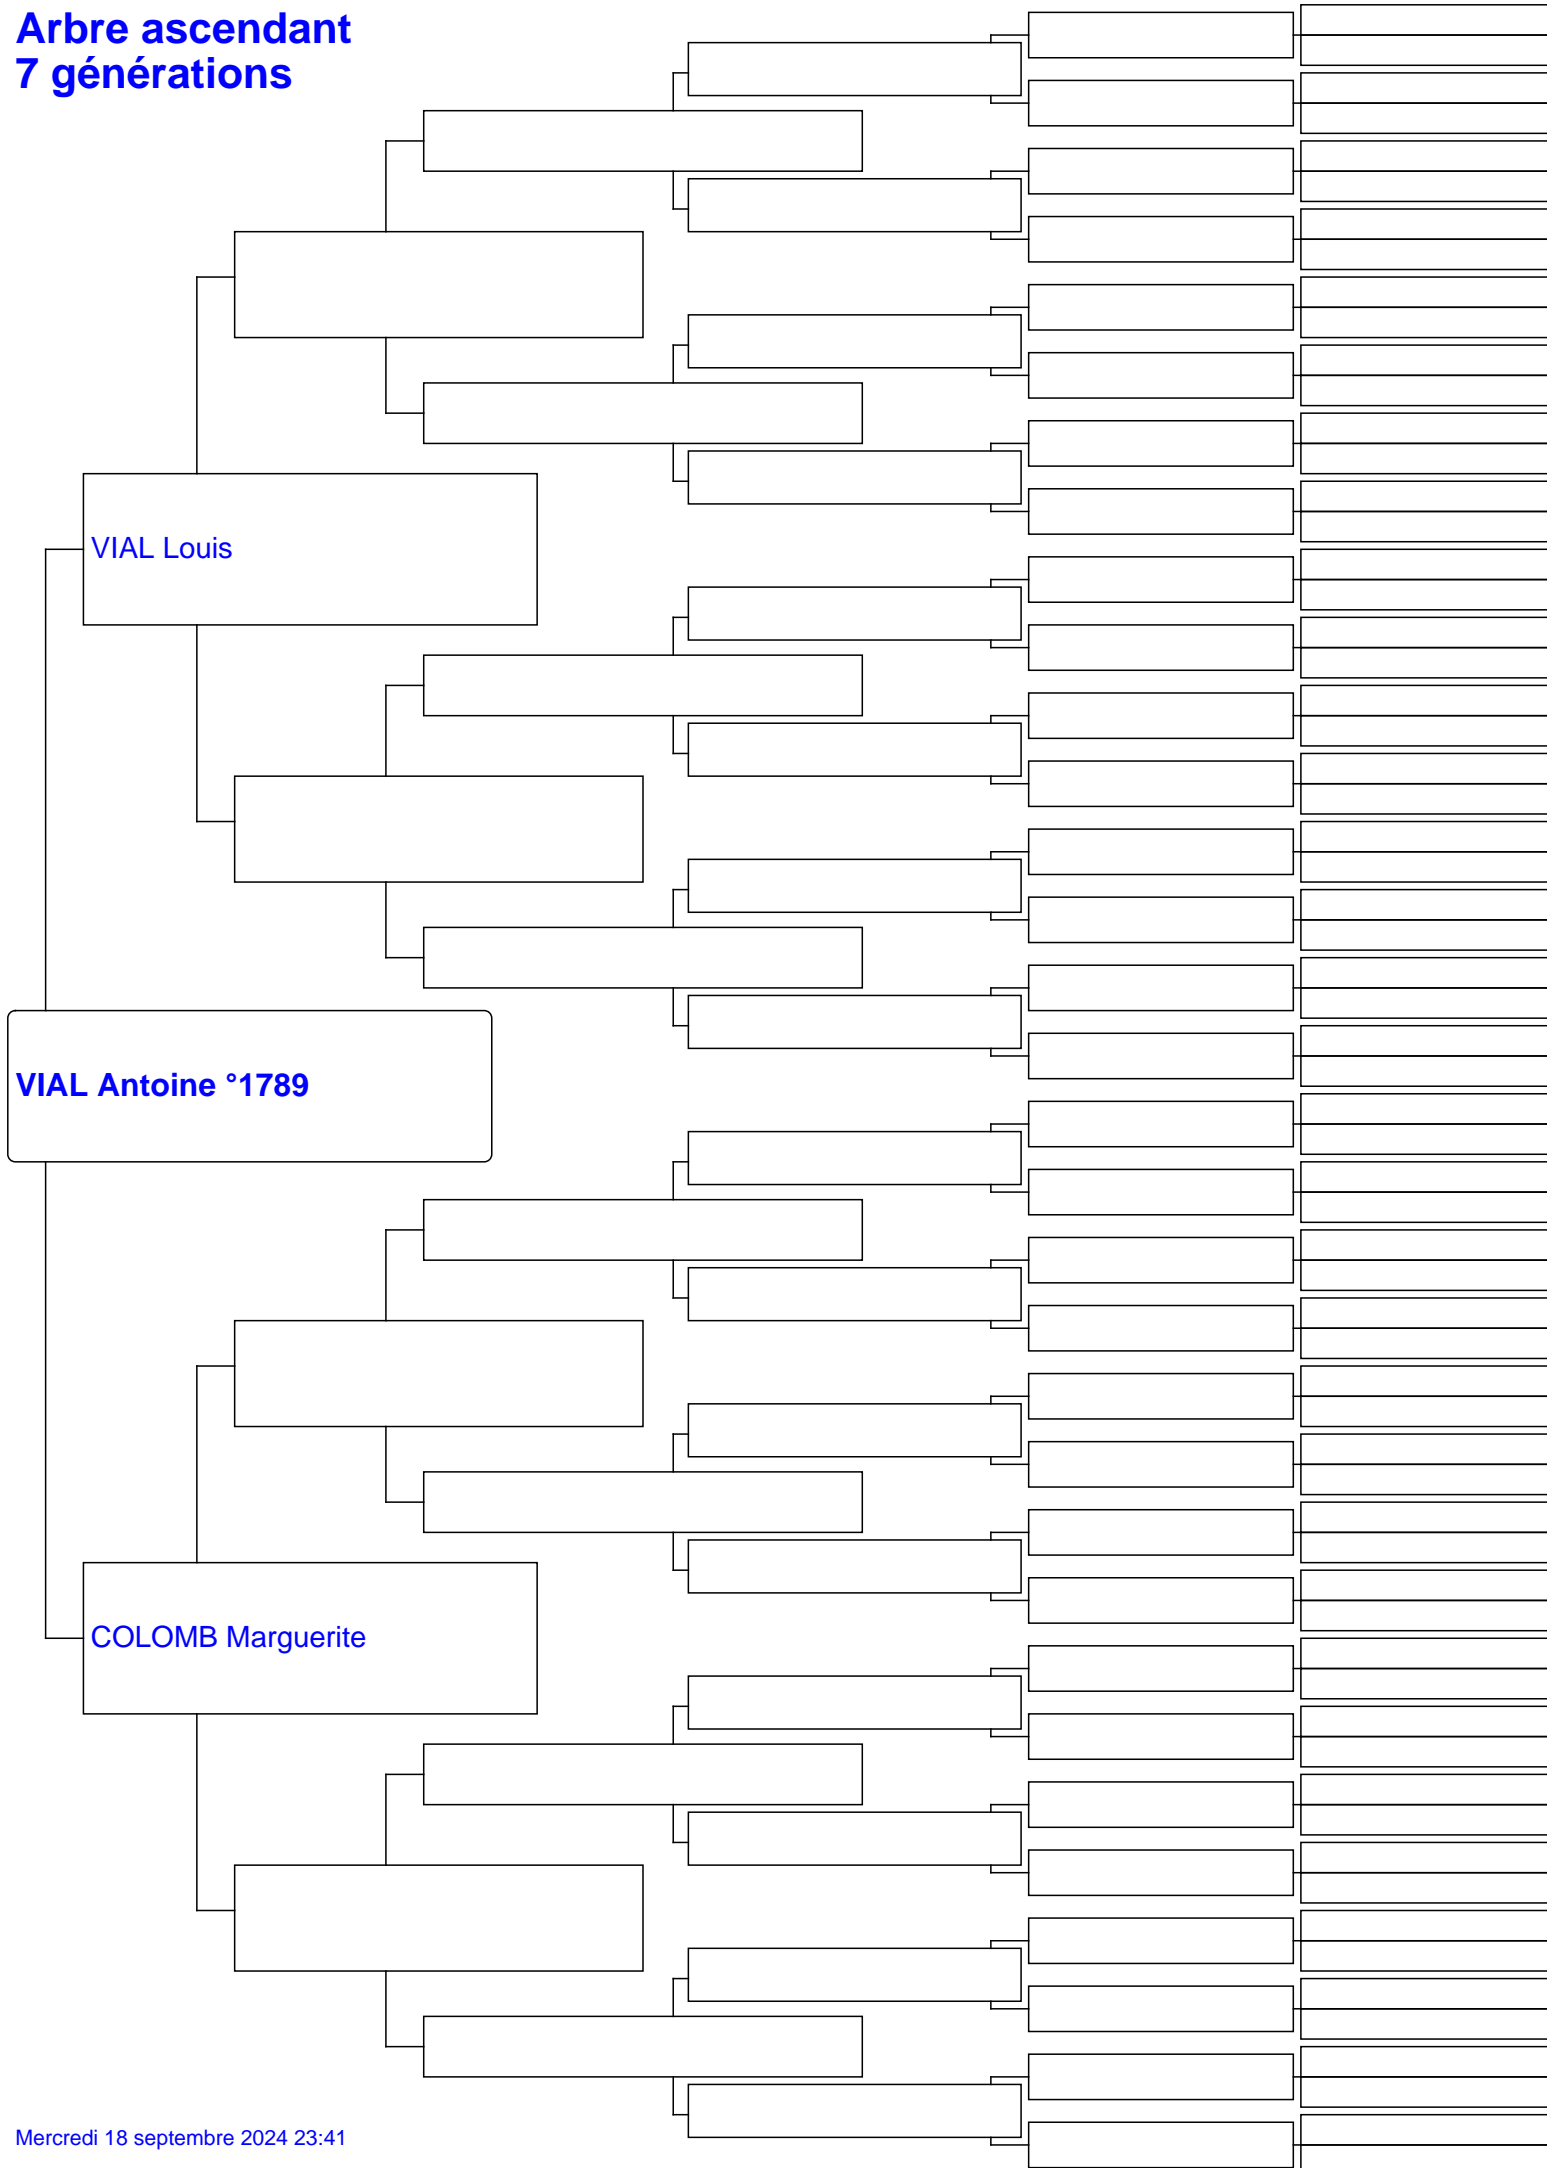 Arbre ascendant
7 générations
VIAL Louis
VIAL Antoine °1789
COLOMB Marguerite
Mercredi 18 septembre 2024 23:41